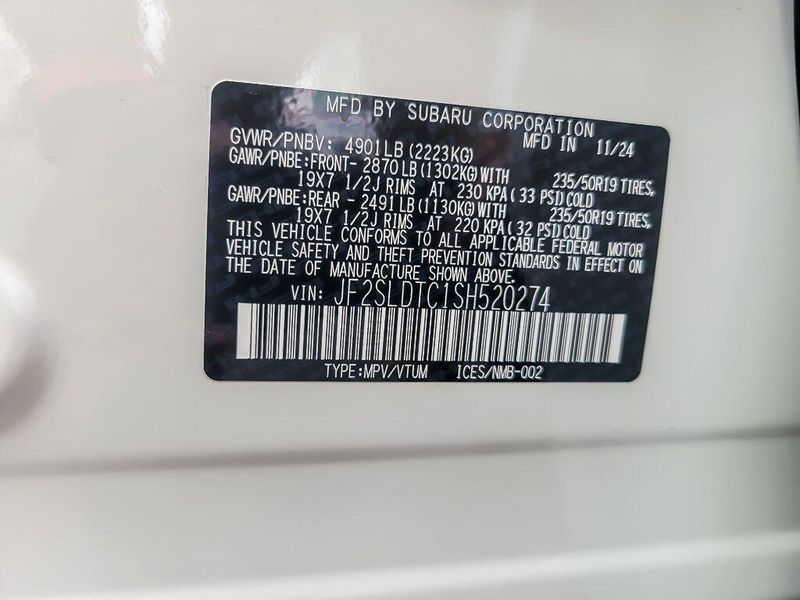 MFD BY SUBARU CORPORATION
GVWR/PNBV: 4901LB(2223KG) MFD IN 11/24
GAWR/PNBE:FRONT- 2870LB(1302KG)WITH 235/50R19 TIRES,
19X7 1/2J RIMS AT 230 KPA(33 PSI)COLD
GAWR/PNBE:REAR - 2491LB(1130KG)WITH 235/50R19 TIRES,
19X7 1/2J RIMS AT 220 KPA(32 PSI)COLD
THIS VEHICLE CONFORMS TO ALL APPLICABLE FEDERAL MOTOR
VEHICLE SAFETY AND THEFT PREVENTION STANDARDS IN EFFECT ON
THE DATE OF MANUFACTURE SHOWN ABOVE.
VIN: JF2SLDTC1SH520274
TYPE:MPV/VTUM ICES/NMB-002